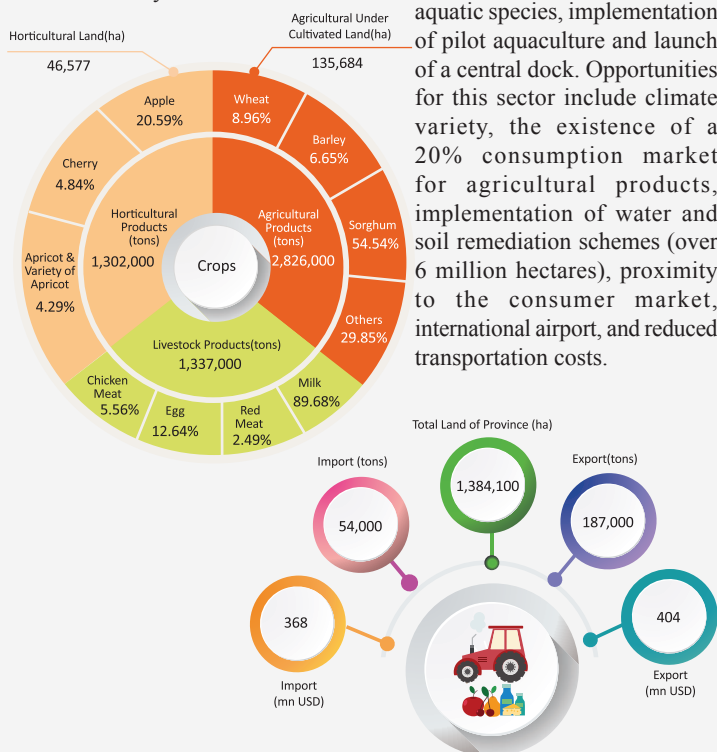 Horticultural Land(ha)
46,577
Agricultural Under
Cultivated Land(ha)
135,684
Apple
20.59%
Wheat
8.96%
Barley
6.65%
Cherry
4.84%
Sorghum
54.54%
Horticultural
Products
(tons)
1,302,000
Agricultural
Products
(tons)
2,826,000
Crops
Apricot &
Variety of
Apricot
4.29%
Others
29.85%
Livestock Products(tons)
1,337,000
Chicken
Meat
5.56%
Egg
12.64%
Red
Meat
2.49%
Milk
89.68%
aquatic species, implementation
of pilot aquaculture and launch
of a central dock. Opportunities
for this sector include climate
variety, the existence of a
20% consumption market
for agricultural products,
implementation of water and
soil remediation schemes (over
6 million hectares), proximity
to the consumer market,
international airport, and reduced
transportation costs.
Total Land of Province (ha)
1,384,100
Import (tons)
54,000
Export(tons)
187,000
368
Import
(mn USD)
404
Export
(mn USD)